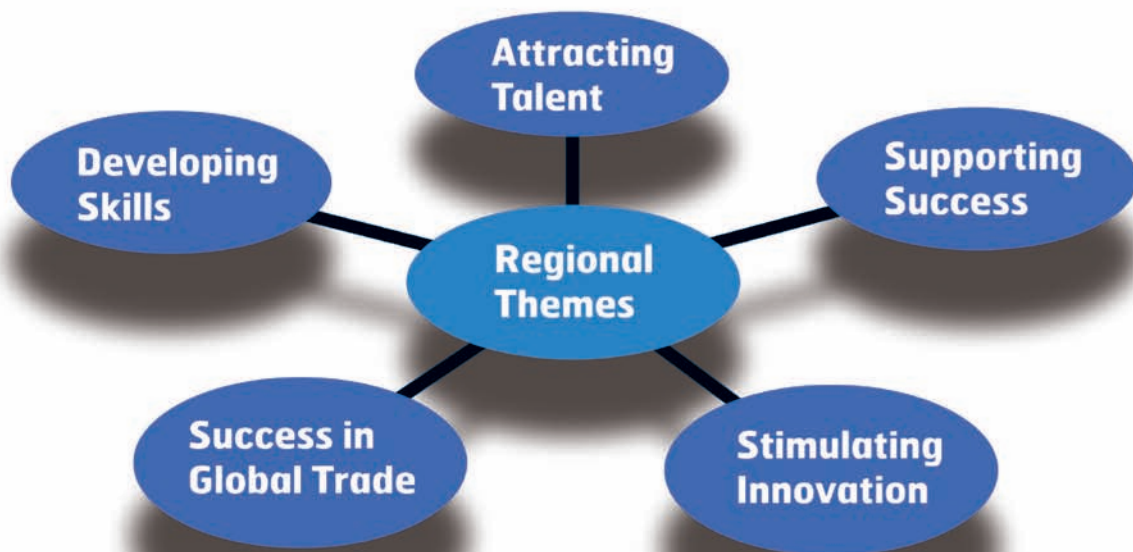 Attracting
Talent
Developing
Skills
Supporting
Success
Regional
Themes
Success in
Global Trade
Stimulating
Innovation